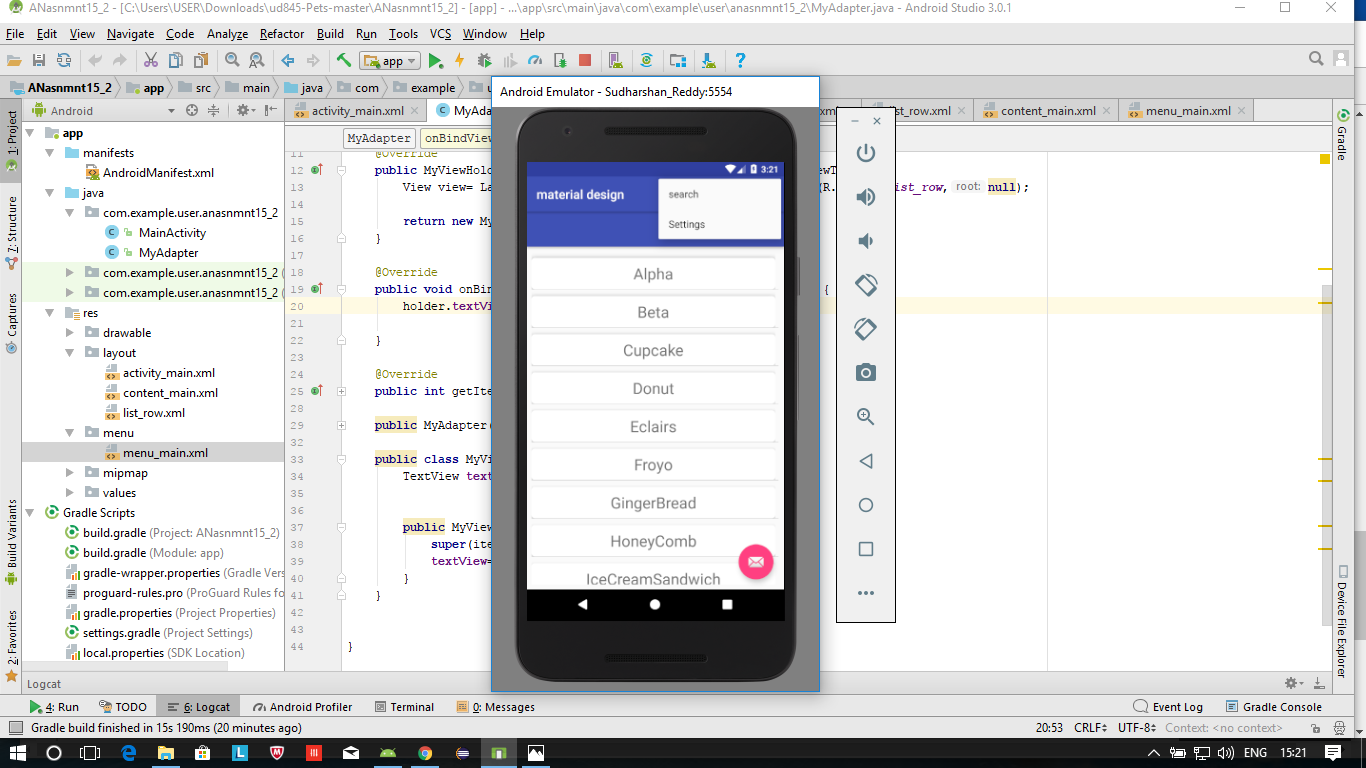 ANasnmnt15_2 - [C:\Users\USER\Downloads\ud845-Pets-master\ANasnmnt15_2] - [app] - ...\app\src\main\java\com\example\user\anasnmnt15_2\MyAdapter.java - Android Studio 3.0.1
File Edit View Navigate Code Analyze Refactor Build Run Tools VCS Window Help
app
ANasnmnt15_2 app src main java com example
Android Emulator - Sudharshan_Reddy:5554
Android
activity_main.xml MyAda
list_row.xml content_main.xml menu_main.xml
1: Project
7: Structure
Captures
Build Variants
2: Favorites
app
manifests
AndroidManifest.xml
java
com.example.user.anasnmnt15_2
MainActivity
MyAdapter
com.example.user.anasnmnt15_2 (
com.example.user.anasnmnt15_2 (
res
drawable
layout
activity_main.xml
content_main.xml
list_row.xml
menu
menu_main.xml
mipmap
values
Gradle Scripts
build.gradle (Project: ANasnmnt15_2)
build.gradle (Module: app)
gradle-wrapper.properties (Gradle Vers
proguard-rules.pro (ProGuard Rules fo
gradle.properties (Project Properties)
settings.gradle (Project Settings)
local.properties (SDK Location)
MyAdapter onBindView
11 @Override
12 public MyViewHol
13 View view= La ist_row, root: null);
15 return new My
16 }
18 @Override
19 public void onBin {
20 holder.textVi
21
22 }
23
24 @Override
25 public int getIte
28
29 public MyAdapter(
32
33 public class MyVi
34 TextView text
35
36
37 public MyView
38 super(ite
39 textView=
40 }
41 }
42
43
44 }
3:21
material design
search
Settings
Alpha
Beta
Cupcake
Donut
Eclairs
Froyo
GingerBread
HoneyComb
IceCreamSandwich
Gradle
Device File Explorer
Logcat
4: Run TODO 6: Logcat Android Profiler Terminal 0: Messages Event Log Gradle Console
Gradle build finished in 15s 190ms (20 minutes ago) 20:53 CRLF UTF-8 Context: <no context>
ENG 15:21